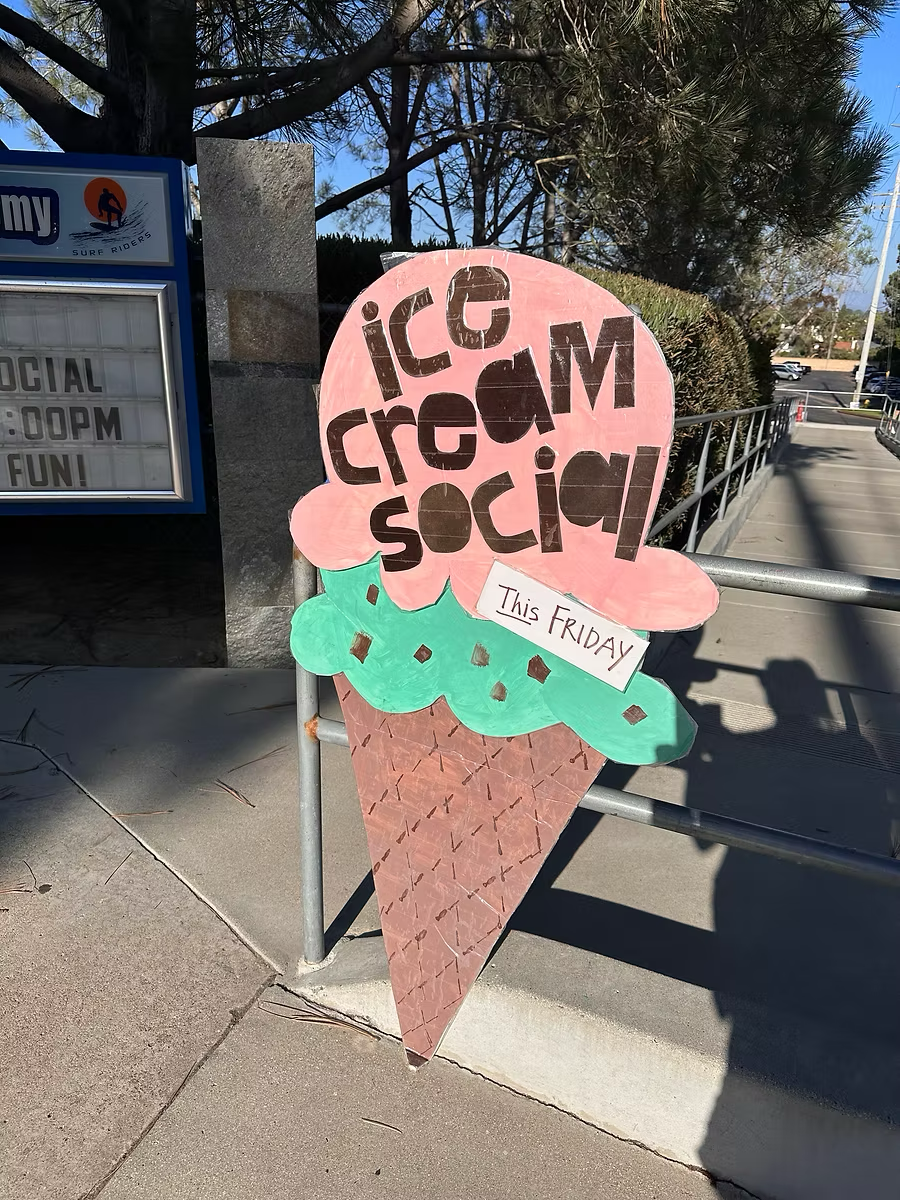 my
SURF RIDERS
OCIAL
:00PM
FUN!
ice
cream
social
This FRIDAY